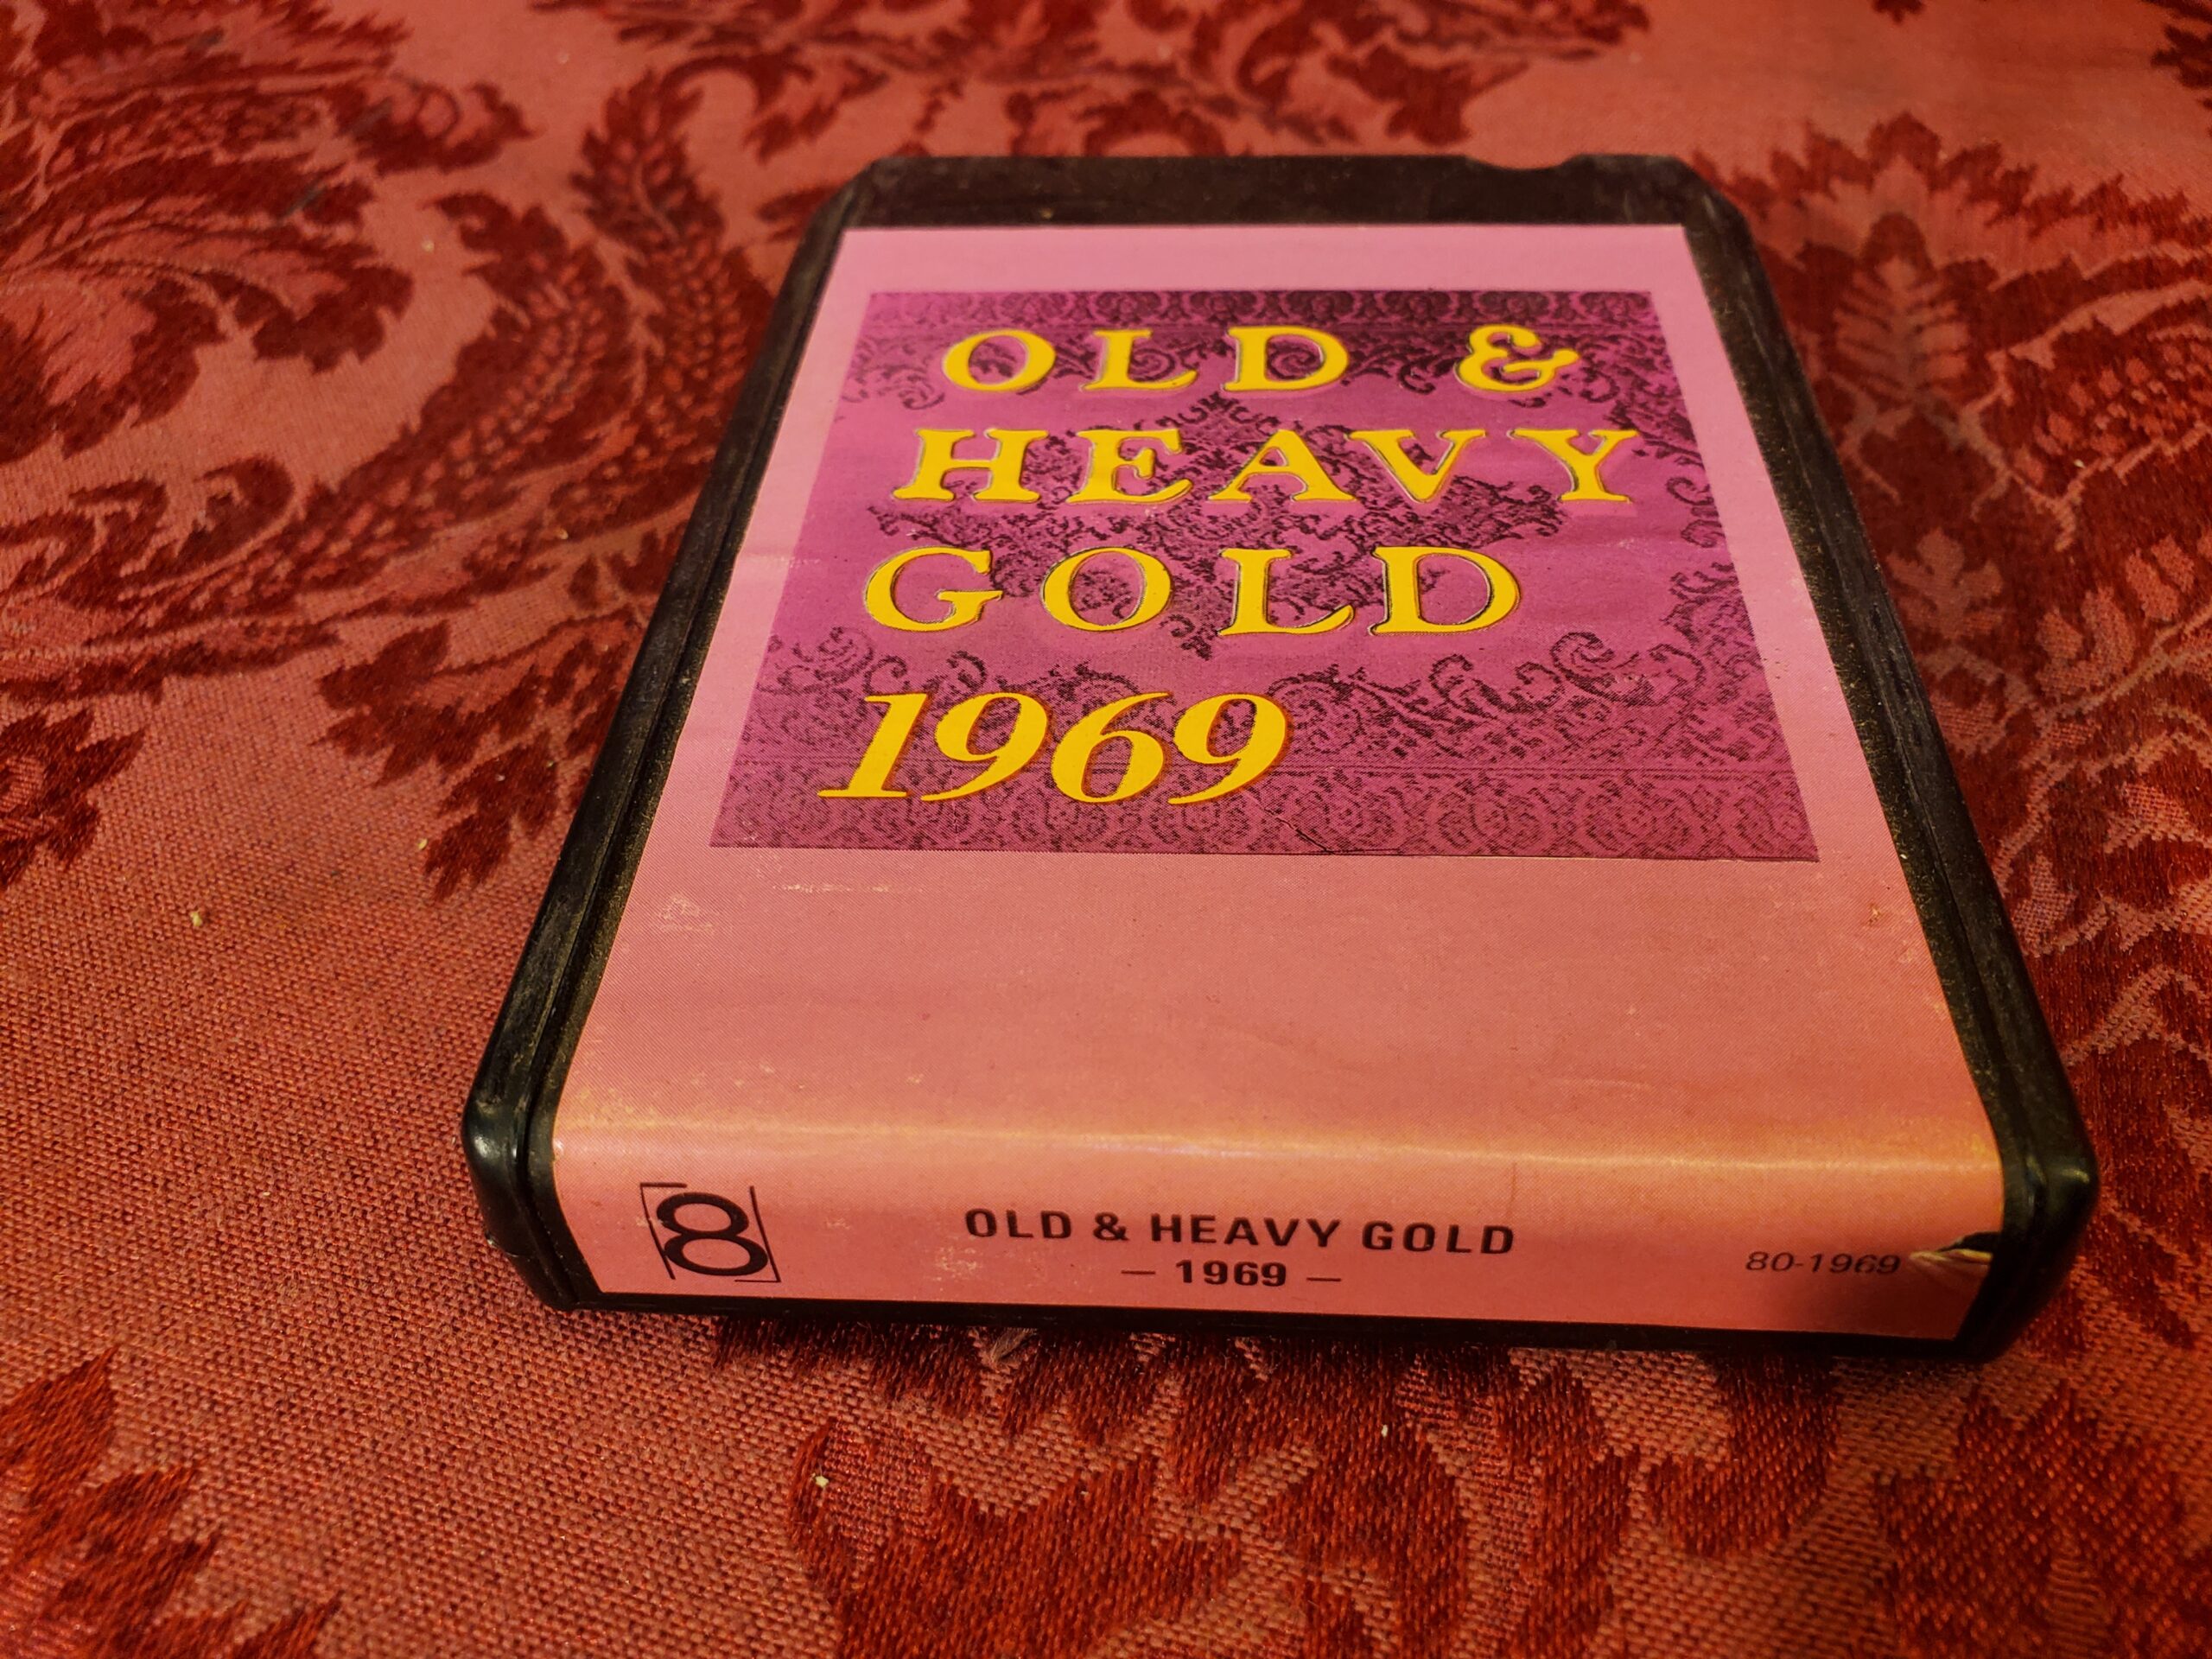 OLD &
HEAVY
GOLD
1969
8
OLD & HEAVY GOLD
— 1969 —
80-1969